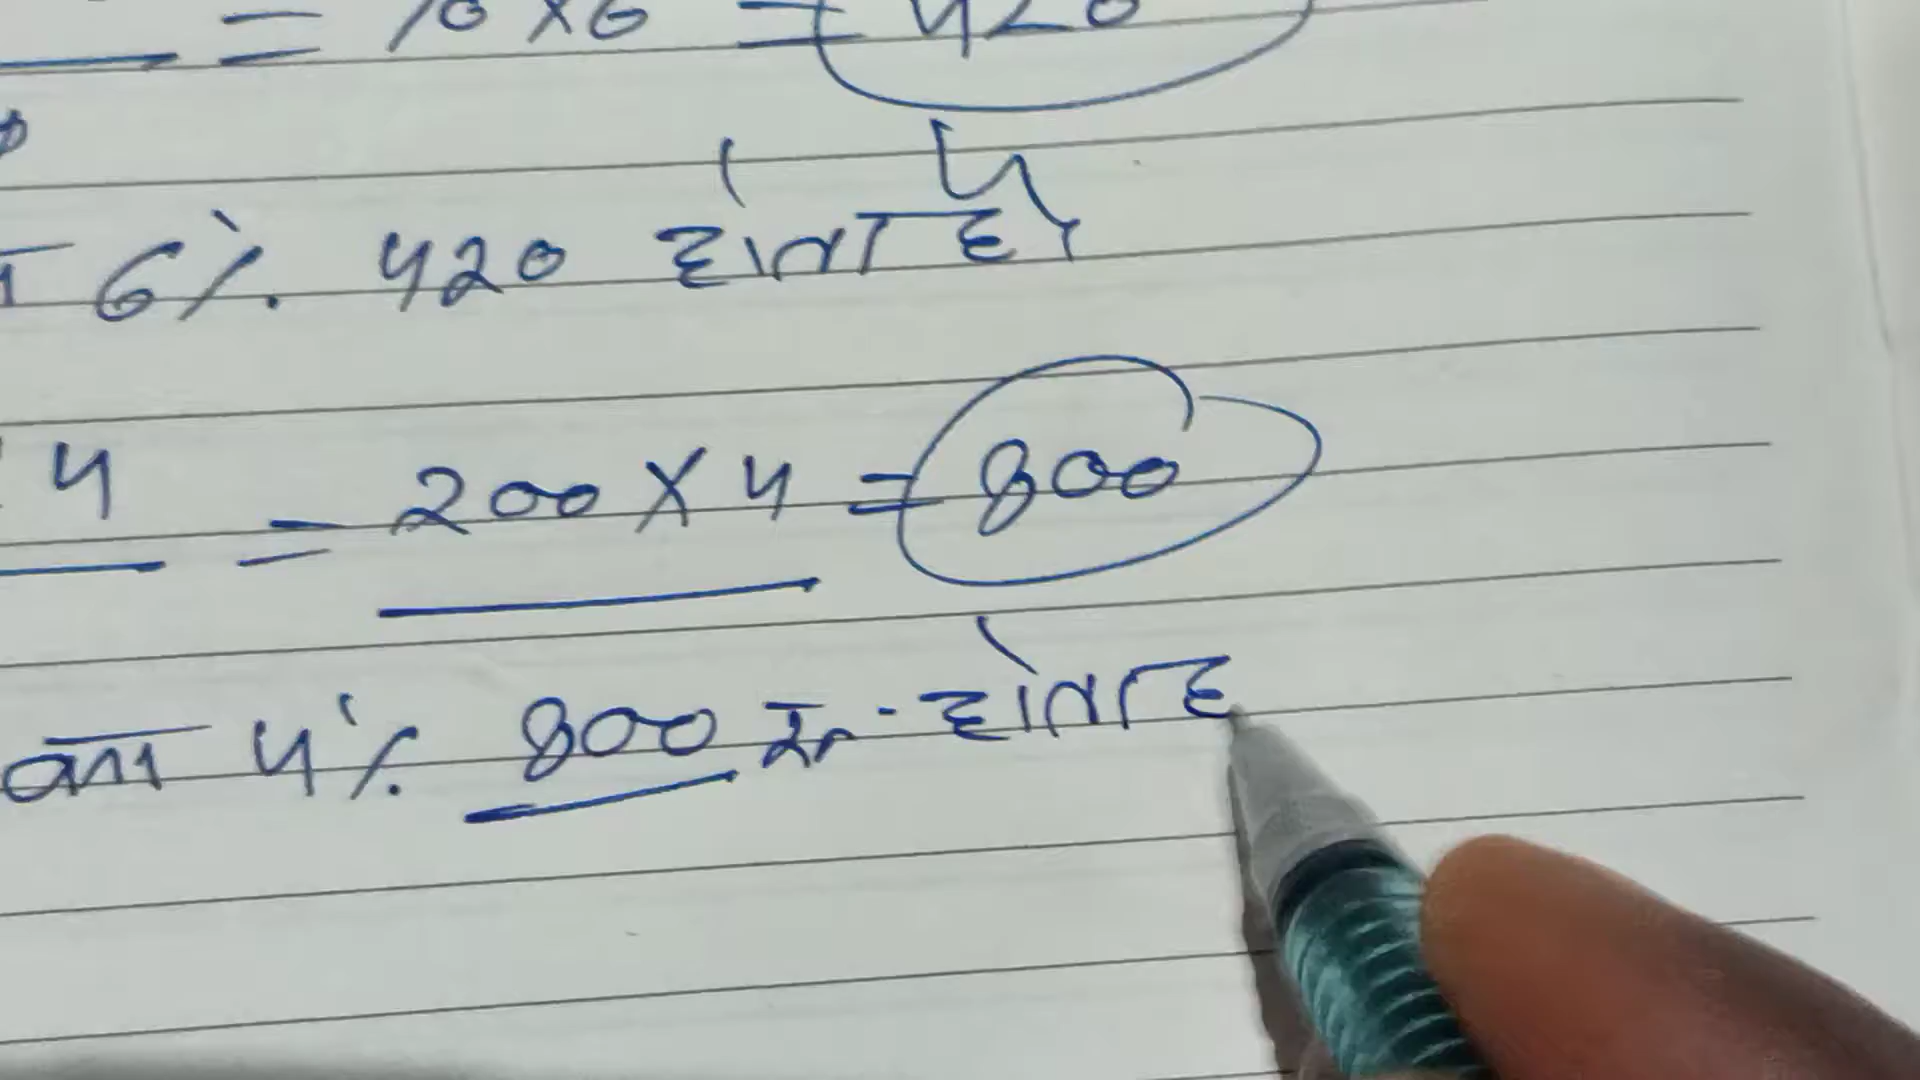 = 70 × 6 = 420
6%. 420 होता है।
4 = 200 × 4 = 800
का 4%. 800 रू. होता ह